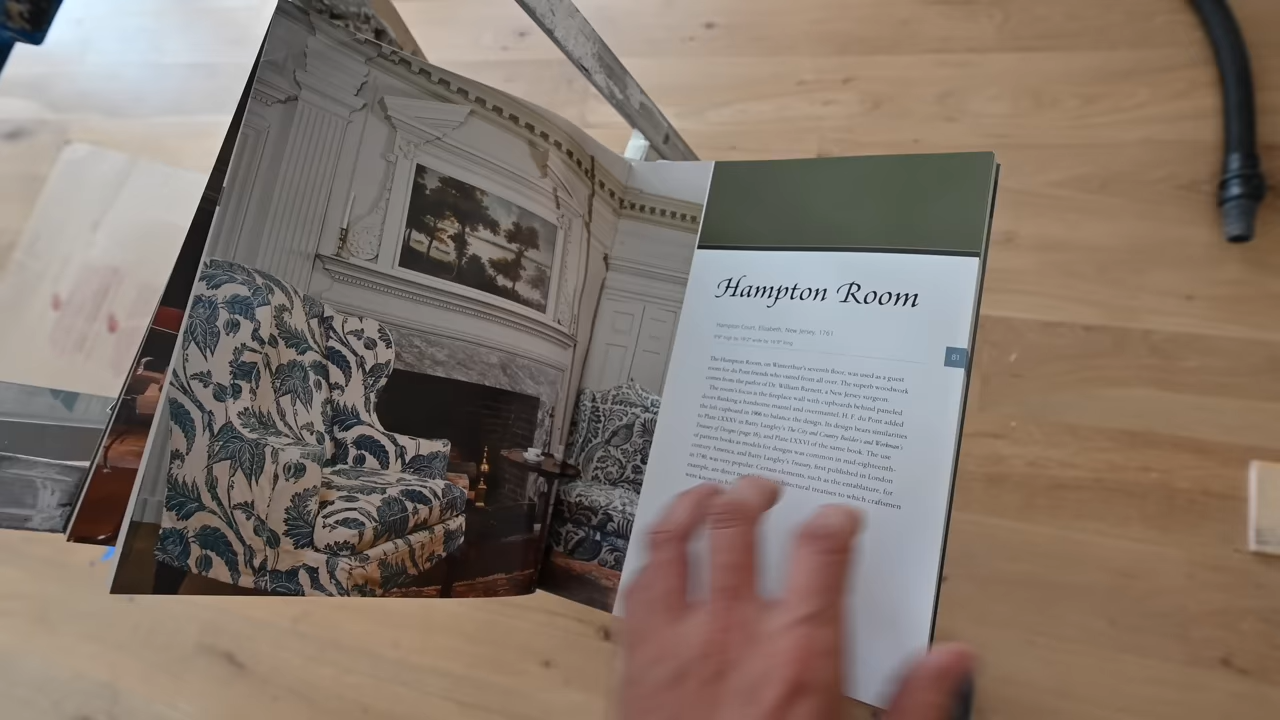 Hampton Room
Hampton Court, Elizabeth, New Jersey, 1761
81
The Hampton Room, on Winterthur's seventh floor, was used as a guest
room for du Pont friends who visited from all over. The superb woodwork
comes from the parlor of Dr. William Barnett, a New Jersey surgeon.
The room's focus is the fireplace wall with cupboards behind paneled
doors flanking a handsome mantel and overmantel. H. F. du Pont added
the left cupboard in 1966 to balance the design. Its design bears similarities
to Plate LXXXV in Batty Langley's The City and Country Builder's and Workman's
Treasury of Designs (page 16), and Plate LXXVI of the same book. The use
of pattern books as models for designs was common in mid-eighteenth-
century America, and Batty Langley's Treasury, first published in London
in 1740, was very popular. Certain elements, such as the entablature, for
example, are direct architectural treatises to which craftsmen
were known to